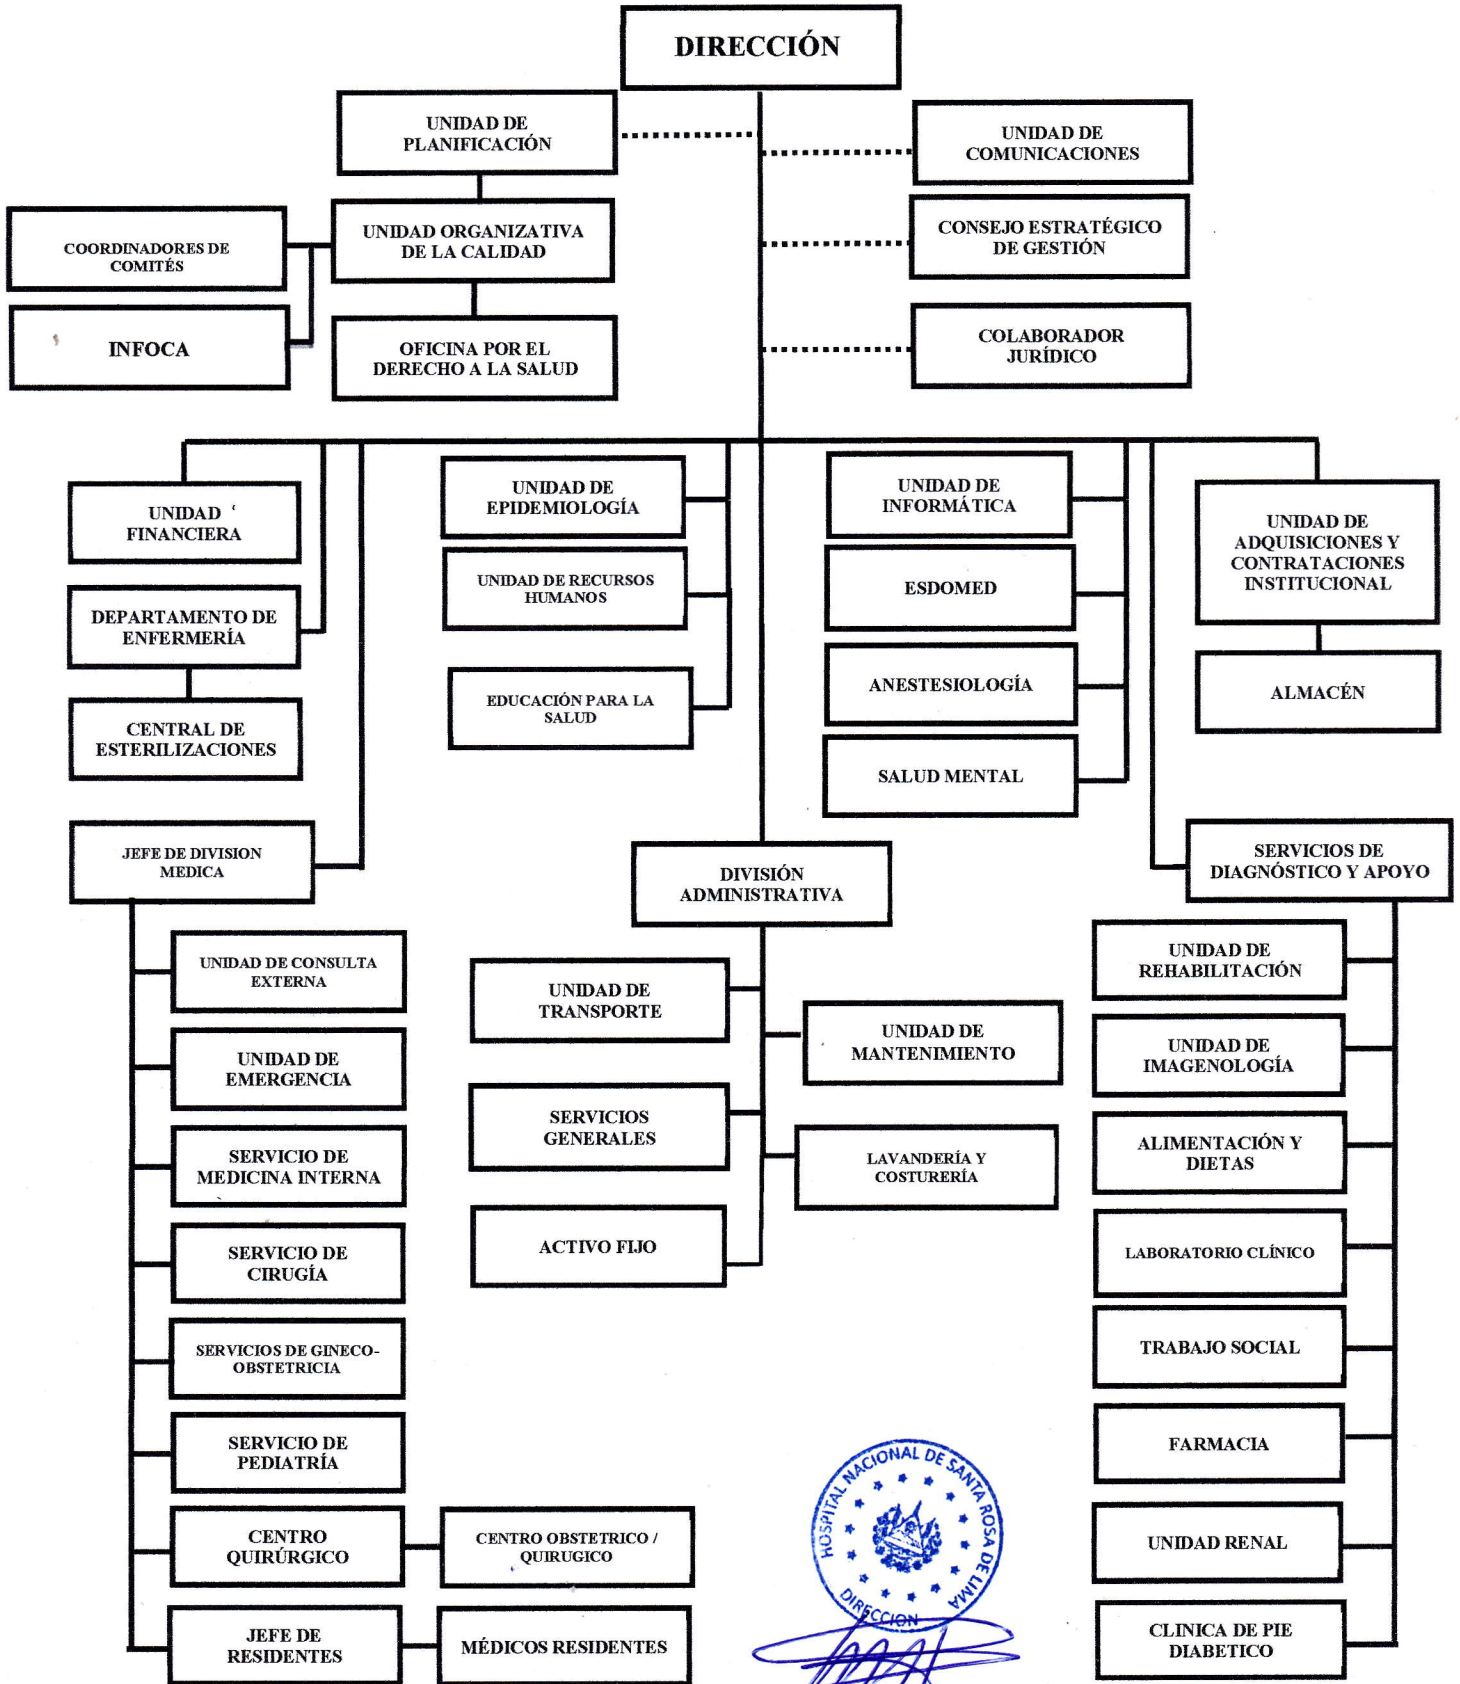 DIRECCIÓN
UNIDAD DE
PLANIFICACIÓN
UNIDAD DE
COMUNICACIONES
UNIDAD ORGANIZATIVA
DE LA CALIDAD
CONSEJO ESTRATÉGICO
DE GESTIÓN
COORDINADORES DE
COMITÉS
INFOCA
OFICINA POR EL
DERECHO A LA SALUD
COLABORADOR
JURÍDICO
UNIDAD
FINANCIERA
DEPARTAMENTO DE
ENFERMERÍA
CENTRAL DE
ESTERILIZACIONES
UNIDAD DE
EPIDEMIOLOGÍA
UNIDAD DE RECURSOS
HUMANOS
EDUCACIÓN PARA LA
SALUD
UNIDAD DE
INFORMÁTICA
ESDOMED
ANESTESIOLOGÍA
SALUD MENTAL
UNIDAD DE
ADQUISICIONES Y
CONTRATACIONES
INSTITUCIONAL
ALMACÉN
JEFE DE DIVISION
MEDICA
DIVISIÓN
ADMINISTRATIVA
SERVICIOS DE
DIAGNÓSTICO Y APOYO
UNIDAD DE CONSULTA
EXTERNA
UNIDAD DE
EMERGENCIA
SERVICIO DE
MEDICINA INTERNA
SERVICIO DE
CIRUGÍA
SERVICIOS DE GINECO-
OBSTETRICIA
SERVICIO DE
PEDIATRÍA
CENTRO
QUIRÚRGICO
CENTRO OBSTETRICO /
QUIRUGICO
JEFE DE
RESIDENTES
MÉDICOS RESIDENTES
UNIDAD DE
TRANSPORTE
UNIDAD DE
MANTENIMIENTO
SERVICIOS
GENERALES
LAVANDERÍA Y
COSTURERÍA
ACTIVO FIJO
UNIDAD DE
REHABILITACIÓN
UNIDAD DE
IMAGENOLOGÍA
ALIMENTACIÓN Y
DIETAS
LABORATORIO CLÍNICO
TRABAJO SOCIAL
FARMACIA
UNIDAD RENAL
CLINICA DE PIE
DIABETICO
HOSPITAL NACIONAL DE SANTA ROSA DE LIMA
DIRECCION